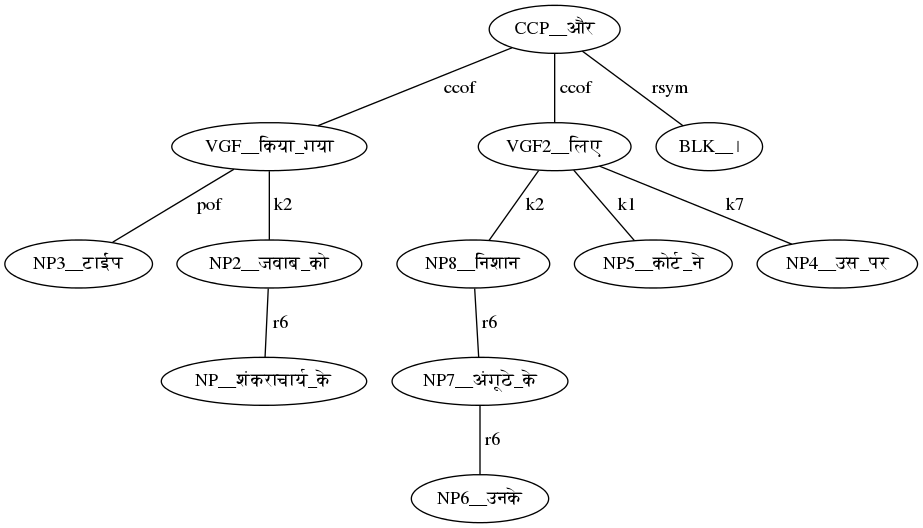 CCP__और
ccof ccof rsym
VGF__किया_गया VGF2__लिए BLK__।
pof k2 k2 k1 k7
NP3__टाईप NP2__जवाब_को NP8__निशान NP5__कोर्ट_ने NP4__उस_पर
r6 r6
NP__शंकराचार्य_के NP7__अंगूठे_के
r6
NP6__उनके